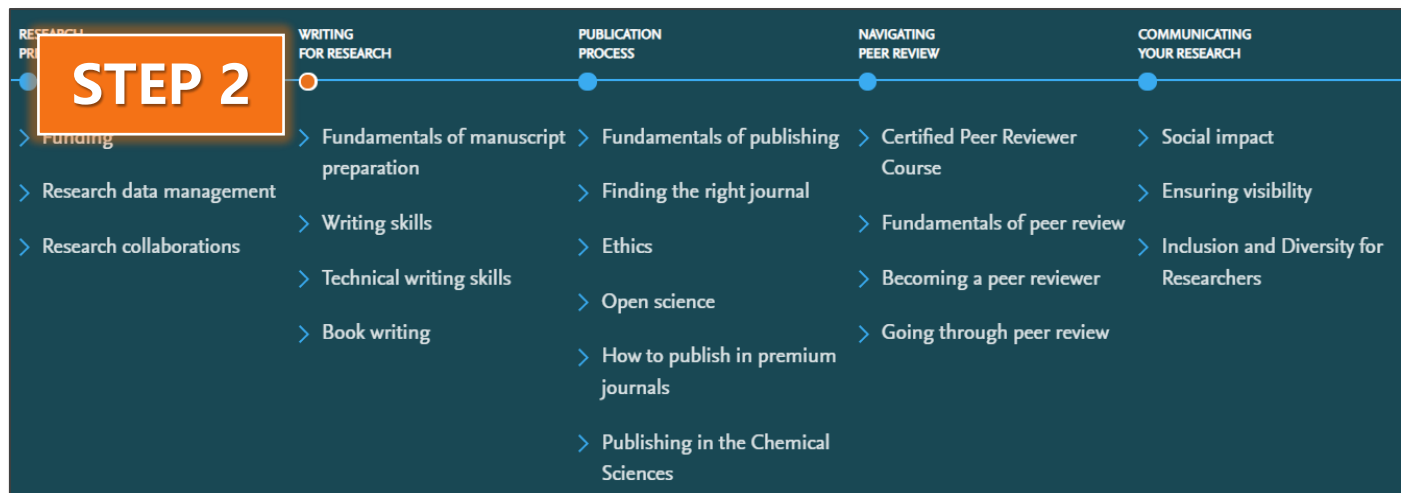 RESEARCH
STEP 2
Funding
Research data management
Research collaborations
WRITING
FOR RESEARCH
Fundamentals of manuscript
preparation
Writing skills
Technical writing skills
Book writing
PUBLICATION
PROCESS
Fundamentals of publishing
Finding the right journal
Ethics
Open science
How to publish in premium
journals
Publishing in the Chemical
Sciences
NAVIGATING
PEER REVIEW
Certified Peer Reviewer
Course
Fundamentals of peer review
Becoming a peer reviewer
Going through peer review
COMMUNICATING
YOUR RESEARCH
Social impact
Ensuring visibility
Inclusion and Diversity for
Researchers